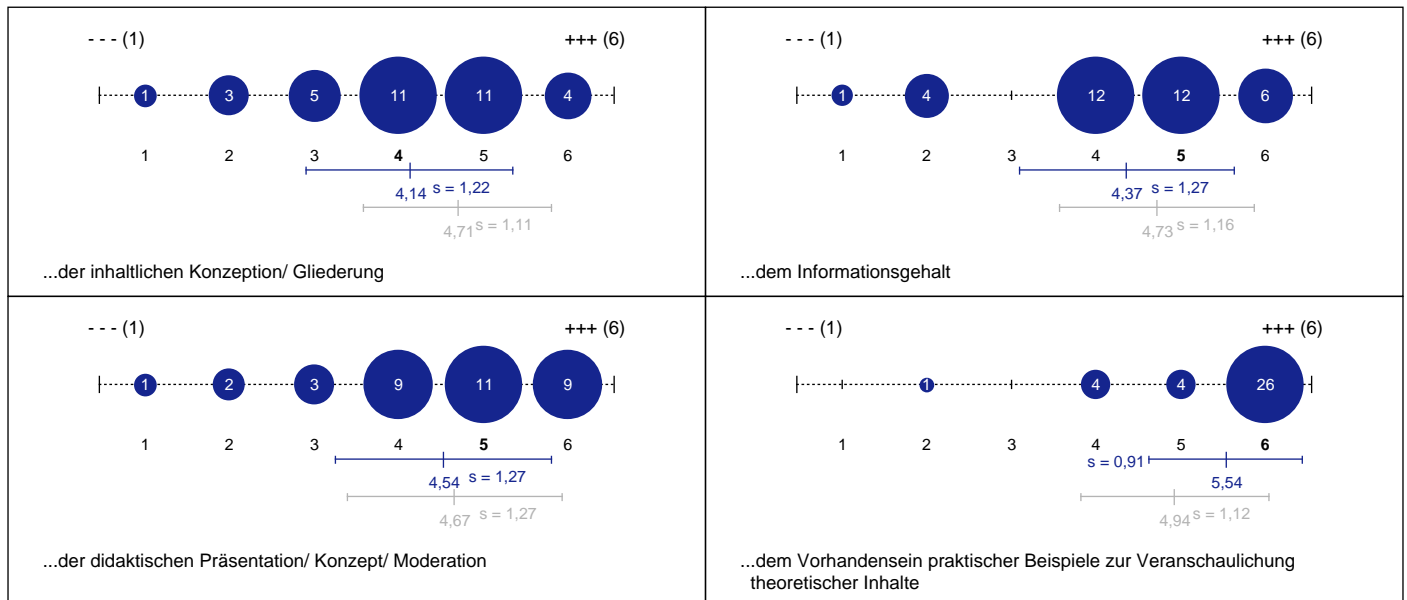 - - - (1) +++ (6)
1 3 5 11 11 4
1 2 3 4 5 6
4,14 s = 1,22
4,71 s = 1,11
...der inhaltlichen Konzeption/ Gliederung
- - - (1) +++ (6)
1 4 12 12 6
1 2 3 4 5 6
4,37 s = 1,27
4,73 s = 1,16
...dem Informationsgehalt
- - - (1) +++ (6)
1 2 3 9 11 9
1 2 3 4 5 6
4,54 s = 1,27
4,67 s = 1,27
...der didaktischen Präsentation/ Konzept/ Moderation
- - - (1) +++ (6)
1 4 4 26
1 2 3 4 5 6
s = 0,91 5,54
4,94 s = 1,12
...dem Vorhandensein praktischer Beispiele zur Veranschaulichung
theoretischer Inhalte